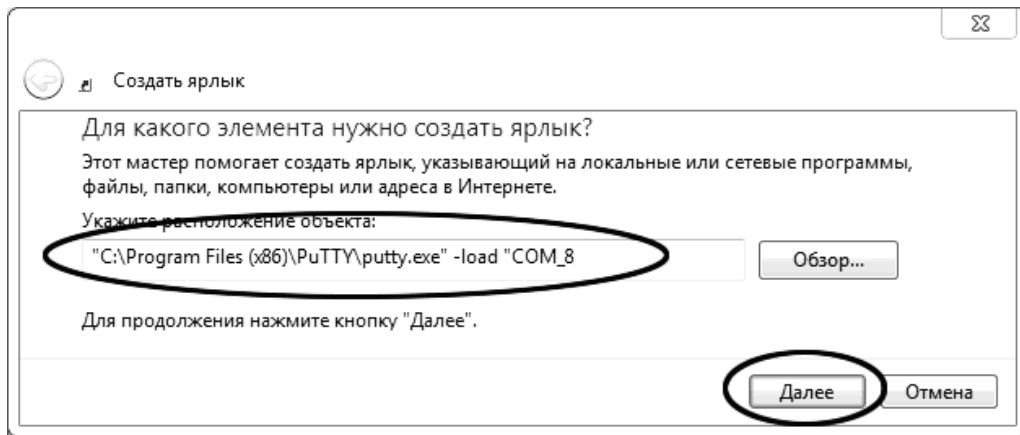 Создать ярлык
Для какого элемента нужно создать ярлык?
Этот мастер помогает создать ярлык, указывающий на локальные или сетевые программы,
файлы, папки, компьютеры или адреса в Интернете.
Укажите расположение объекта:
"C:\Program Files (x86)\PuTTY\putty.exe" -load "COM_8
Обзор...
Для продолжения нажмите кнопку "Далее".
Далее
Отмена